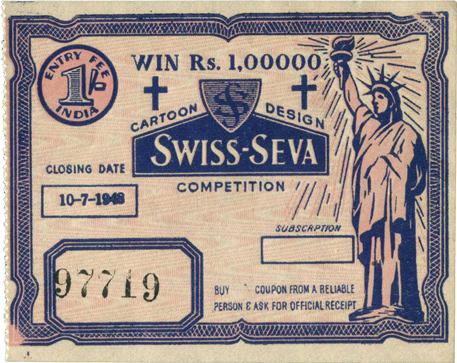 ENTRY FEE
1/-
INDIA
WIN Rs. 1,00000
CARTOON DESIGN
SWISS-SEVA
COMPETITION
CLOSING DATE
10-7-1948
SUBSCRPTION
97719
BUY COUPON FROM A RELIABLE
PERSON & ASK FOR OFFICIAL RECEIPT